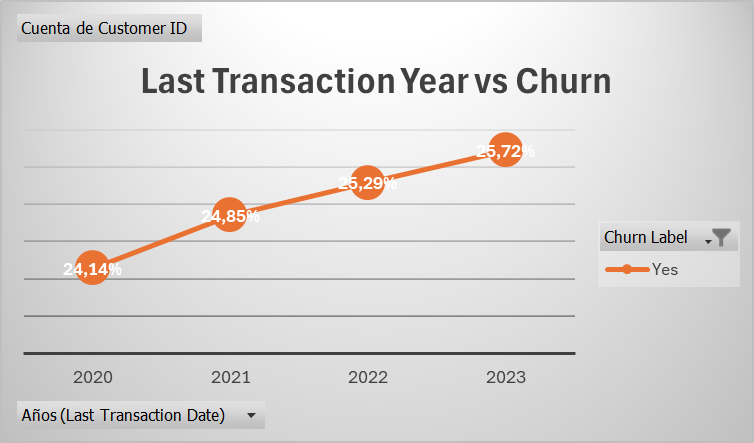 Cuenta de Customer ID
Last Transaction Year vs Churn
25,72%
25,29%
24,85%
24,14%
Churn Label
Yes
2020 2021 2022 2023
Años (Last Transaction Date)